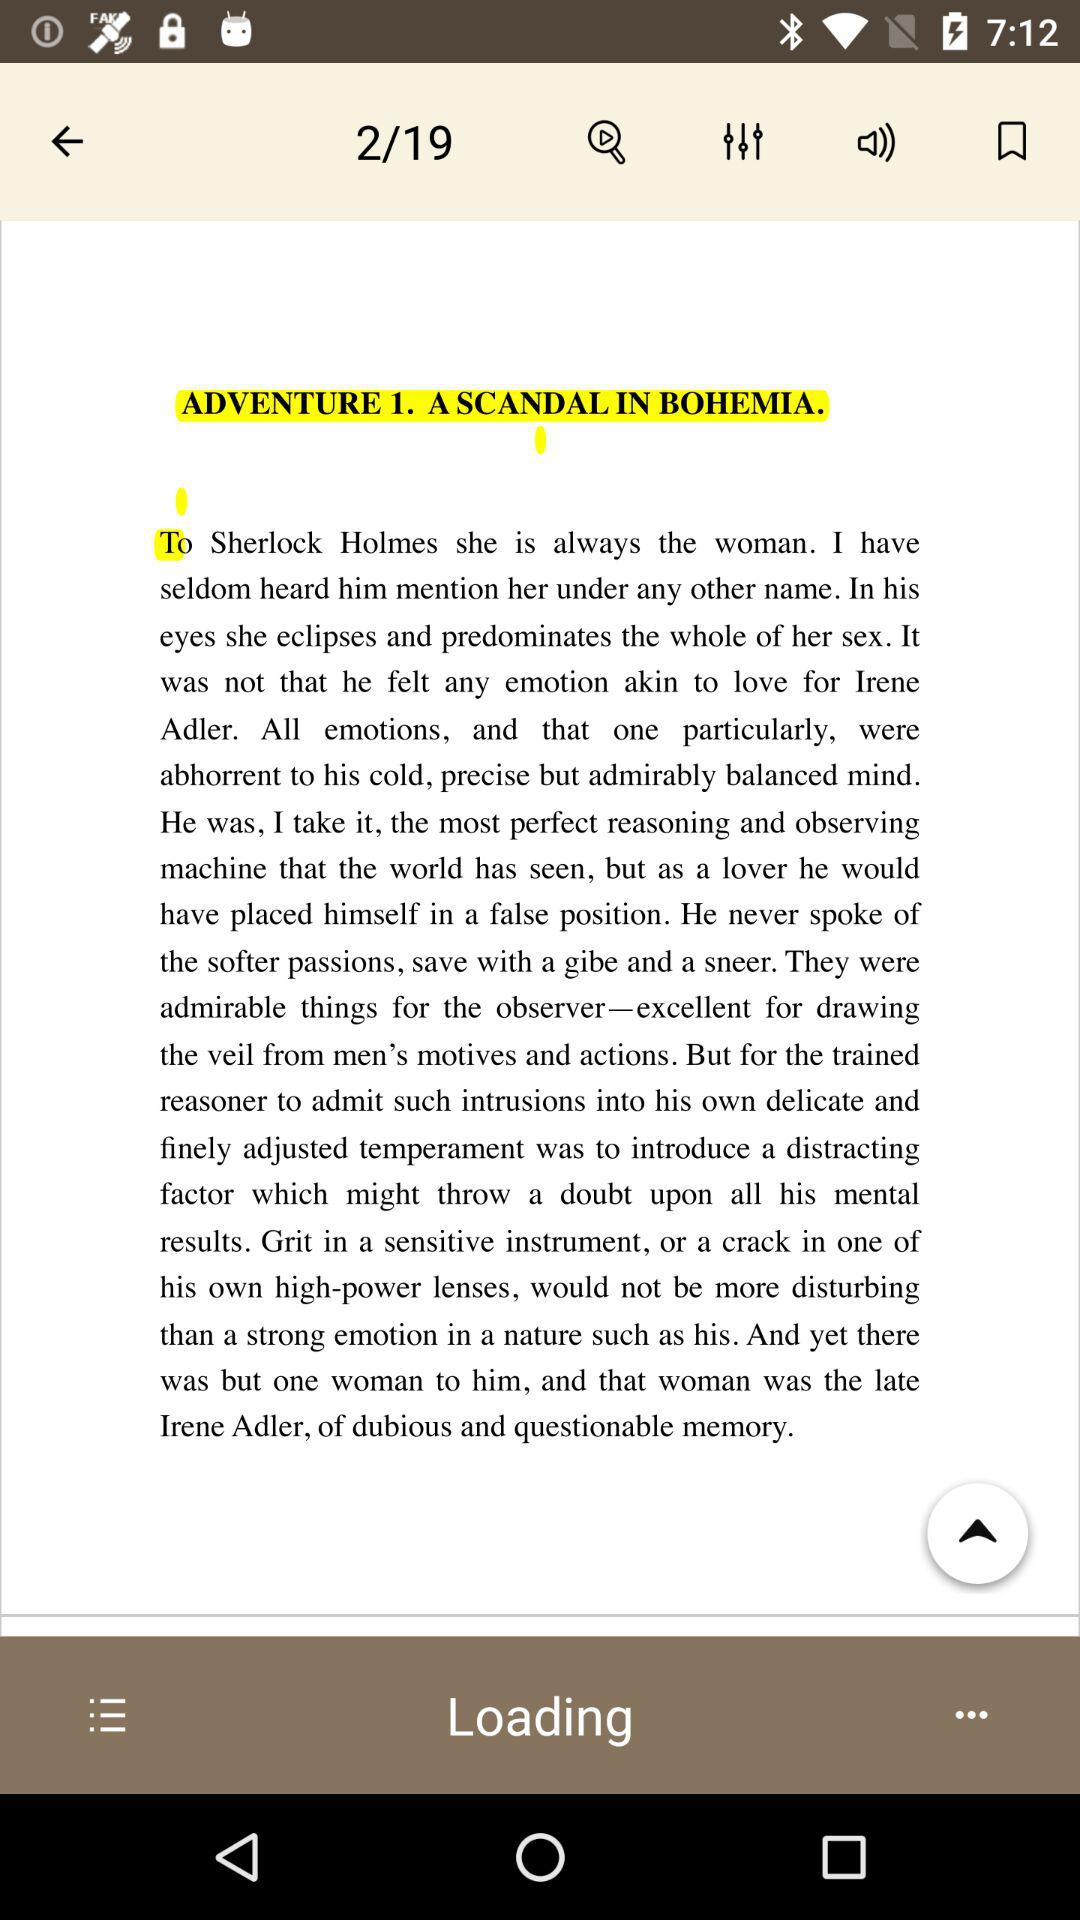 FAKE
7:12
2/19
ADVENTURE 1. A SCANDAL IN BOHEMIA.
To Sherlock Holmes she is always the woman. I have
seldom heard him mention her under any other name. In his
eyes she eclipses and predominates the whole of her sex. It
was not that he felt any emotion akin to love for Irene
Adler. All emotions, and that one particularly, were
abhorrent to his cold, precise but admirably balanced mind.
He was, I take it, the most perfect reasoning and observing
machine that the world has seen, but as a lover he would
have placed himself in a false position. He never spoke of
the softer passions, save with a gibe and a sneer. They were
admirable things for the observer—excellent for drawing
the veil from men’s motives and actions. But for the trained
reasoner to admit such intrusions into his own delicate and
finely adjusted temperament was to introduce a distracting
factor which might throw a doubt upon all his mental
results. Grit in a sensitive instrument, or a crack in one of
his own high-power lenses, would not be more disturbing
than a strong emotion in a nature such as his. And yet there
was but one woman to him, and that woman was the late
Irene Adler, of dubious and questionable memory.
Loading